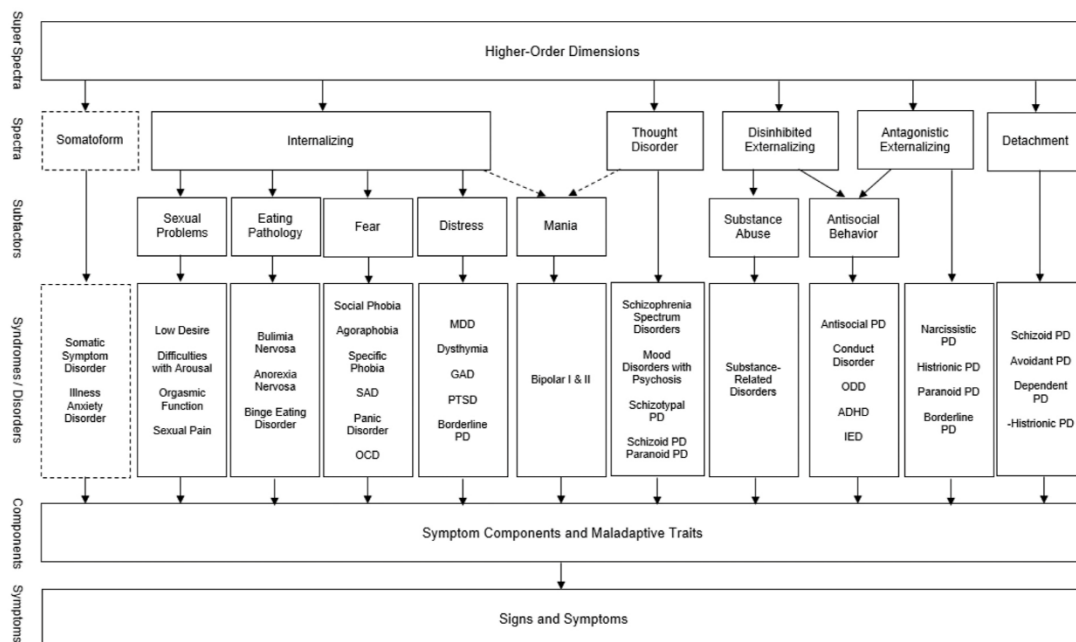 Super Spectra
Higher-Order Dimensions
Spectra
Somatoform
Internalizing
Thought
Disorder
Disinhibited
Externalizing
Antagonistic
Externalizing
Detachment
Subfactors
Sexual
Problems
Eating
Pathology
Fear
Distress
Mania
Substance
Abuse
Antisocial
Behavior
Syndromes / Disorders
Somatic
Symptom
Disorder
Illness
Anxiety
Disorder
Low Desire
Difficulties
with Arousal
Orgasmic
Function
Sexual Pain
Bulimia
Nervosa
Anorexia
Nervosa
Binge Eating
Disorder
Social Phobia
Agoraphobia
Specific
Phobia
SAD
Panic
Disorder
OCD
MDD
Dysthymia
GAD
PTSD
Borderline
PD
Bipolar I & II
Schizophrenia
Spectrum
Disorders
Mood
Disorders with
Psychosis
Schizotypal
PD
Schizoid PD
Paranoid PD
Substance-
Related
Disorders
Antisocial PD
Conduct
Disorder
ODD
ADHD
IED
Narcissistic
PD
Histrionic PD
Paranoid PD
Borderline
PD
Schizoid PD
Avoidant PD
Dependent
PD
-Histrionic PD
Components
Symptom Components and Maladaptive Traits
Symptoms
Signs and Symptoms